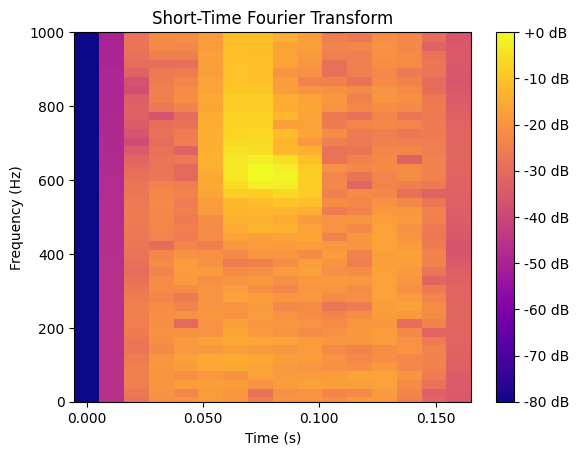 Short-Time Fourier Transform
1000
800
600
400
200
0
Frequency (Hz)
0.000
0.050
0.100
0.150
Time (s)
+0 dB
-10 dB
-20 dB
-30 dB
-40 dB
-50 dB
-60 dB
-70 dB
-80 dB